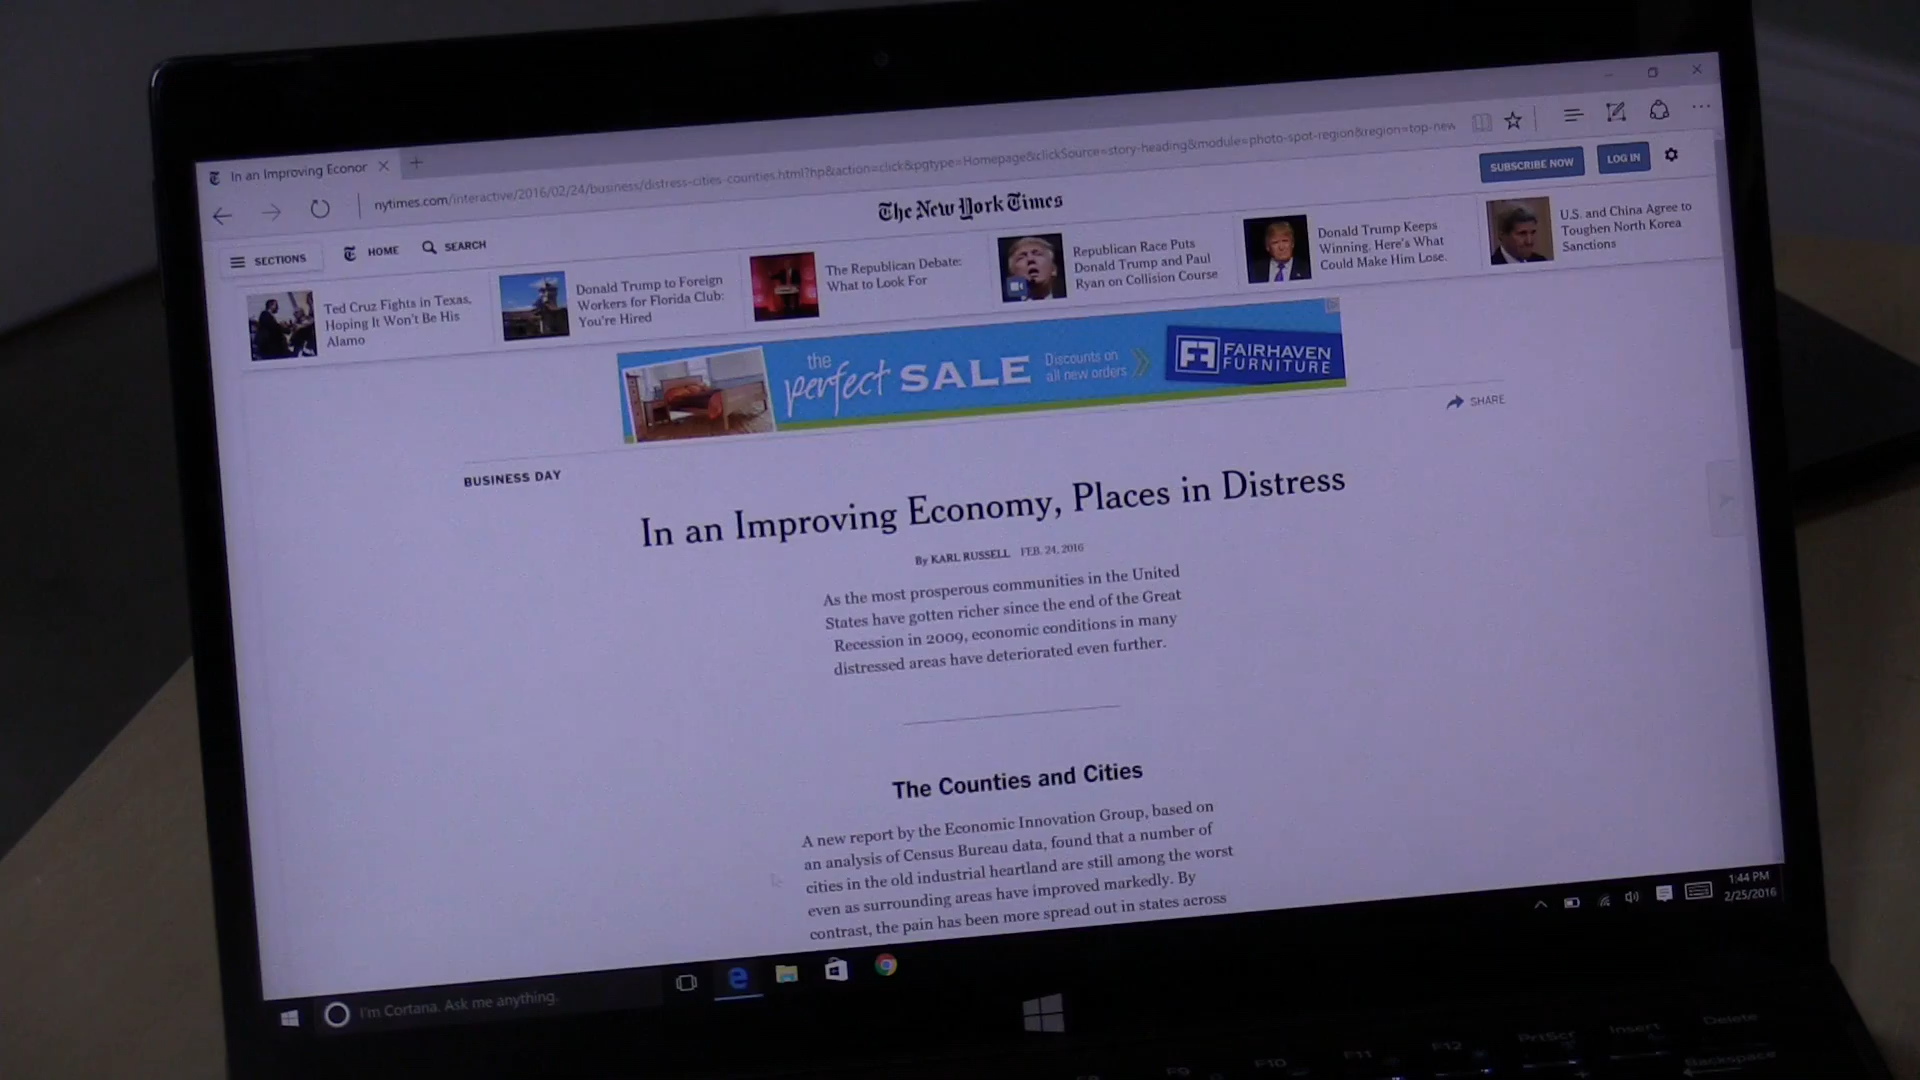 In an Improving Econor
nytimes.com/interactive/2016/02/24/business/distress-cities-counties.html?hp&action=click&pgtype=Homepage&clickSource=story-heading&module=photo-spot-region&region=top-new
SECTIONS
HOME
SEARCH
The New York Times
SUBSCRIBE NOW
LOG IN
Ted Cruz Fights in Texas,
Hoping It Won't Be His
Alamo
Donald Trump to Foreign
Workers for Florida Club:
You're Hired
The Republican Debate:
What to Look For
Republican Race Puts
Donald Trump and Paul
Ryan on Collision Course
Donald Trump Keeps
Winning. Here's What
Could Make Him Lose.
U.S. and China Agree to
Toughen North Korea
Sanctions
the
perfect SALE
Discounts on
all new orders
FF
FAIRHAVEN
FURNITURE
SHARE
BUSINESS DAY
In an Improving Economy, Places in Distress
By KARL RUSSELL FEB. 24, 2016
As the most prosperous communities in the United
States have gotten richer since the end of the Great
Recession in 2009, economic conditions in many
distressed areas have deteriorated even further.
The Counties and Cities
A new report by the Economic Innovation Group, based on
an analysis of Census Bureau data, found that a number of
cities in the old industrial heartland are still among the worst
even as surrounding areas have improved markedly. By
contrast, the pain has been more spread out in states across
1:44 PM
2/25/2016
I'm Cortana. Ask me anything.
F9
F10
F11
F12
PrtScr
Insert
Delete
Backspace